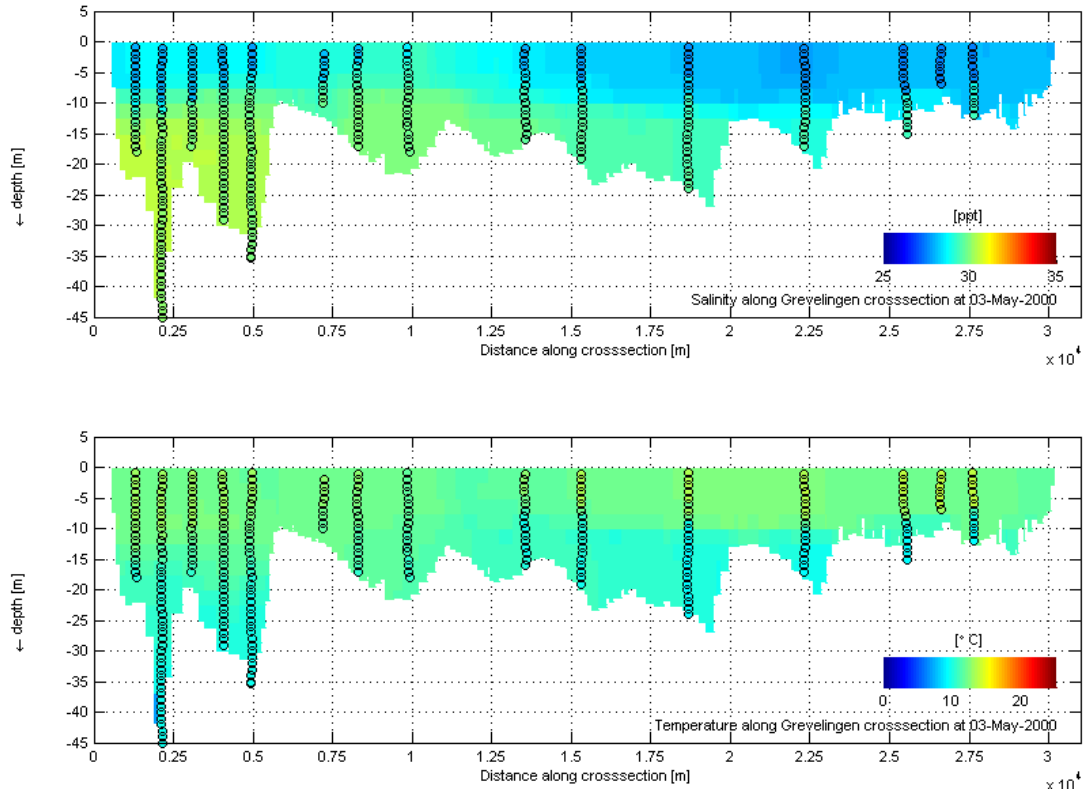 5
0
-5
-10
-15
-20
-25
-30
-35
-40
-45
← depth [m]
[ppt]
25 30 35
Salinity along Grevelingen crosssection at 03-May-2000
0 0.25 0.5 0.75 1 1.25 1.5 1.75 2 2.25 2.5 2.75 3
Distance along crosssection [m]
x 10⁴
5
0
-5
-10
-15
-20
-25
-30
-35
-40
-45
← depth [m]
[° C]
0 10 20
Temperature along Grevelingen crosssection at 03-May-2000
0 0.25 0.5 0.75 1 1.25 1.5 1.75 2 2.25 2.5 2.75 3
Distance along crosssection [m]
x 10⁴